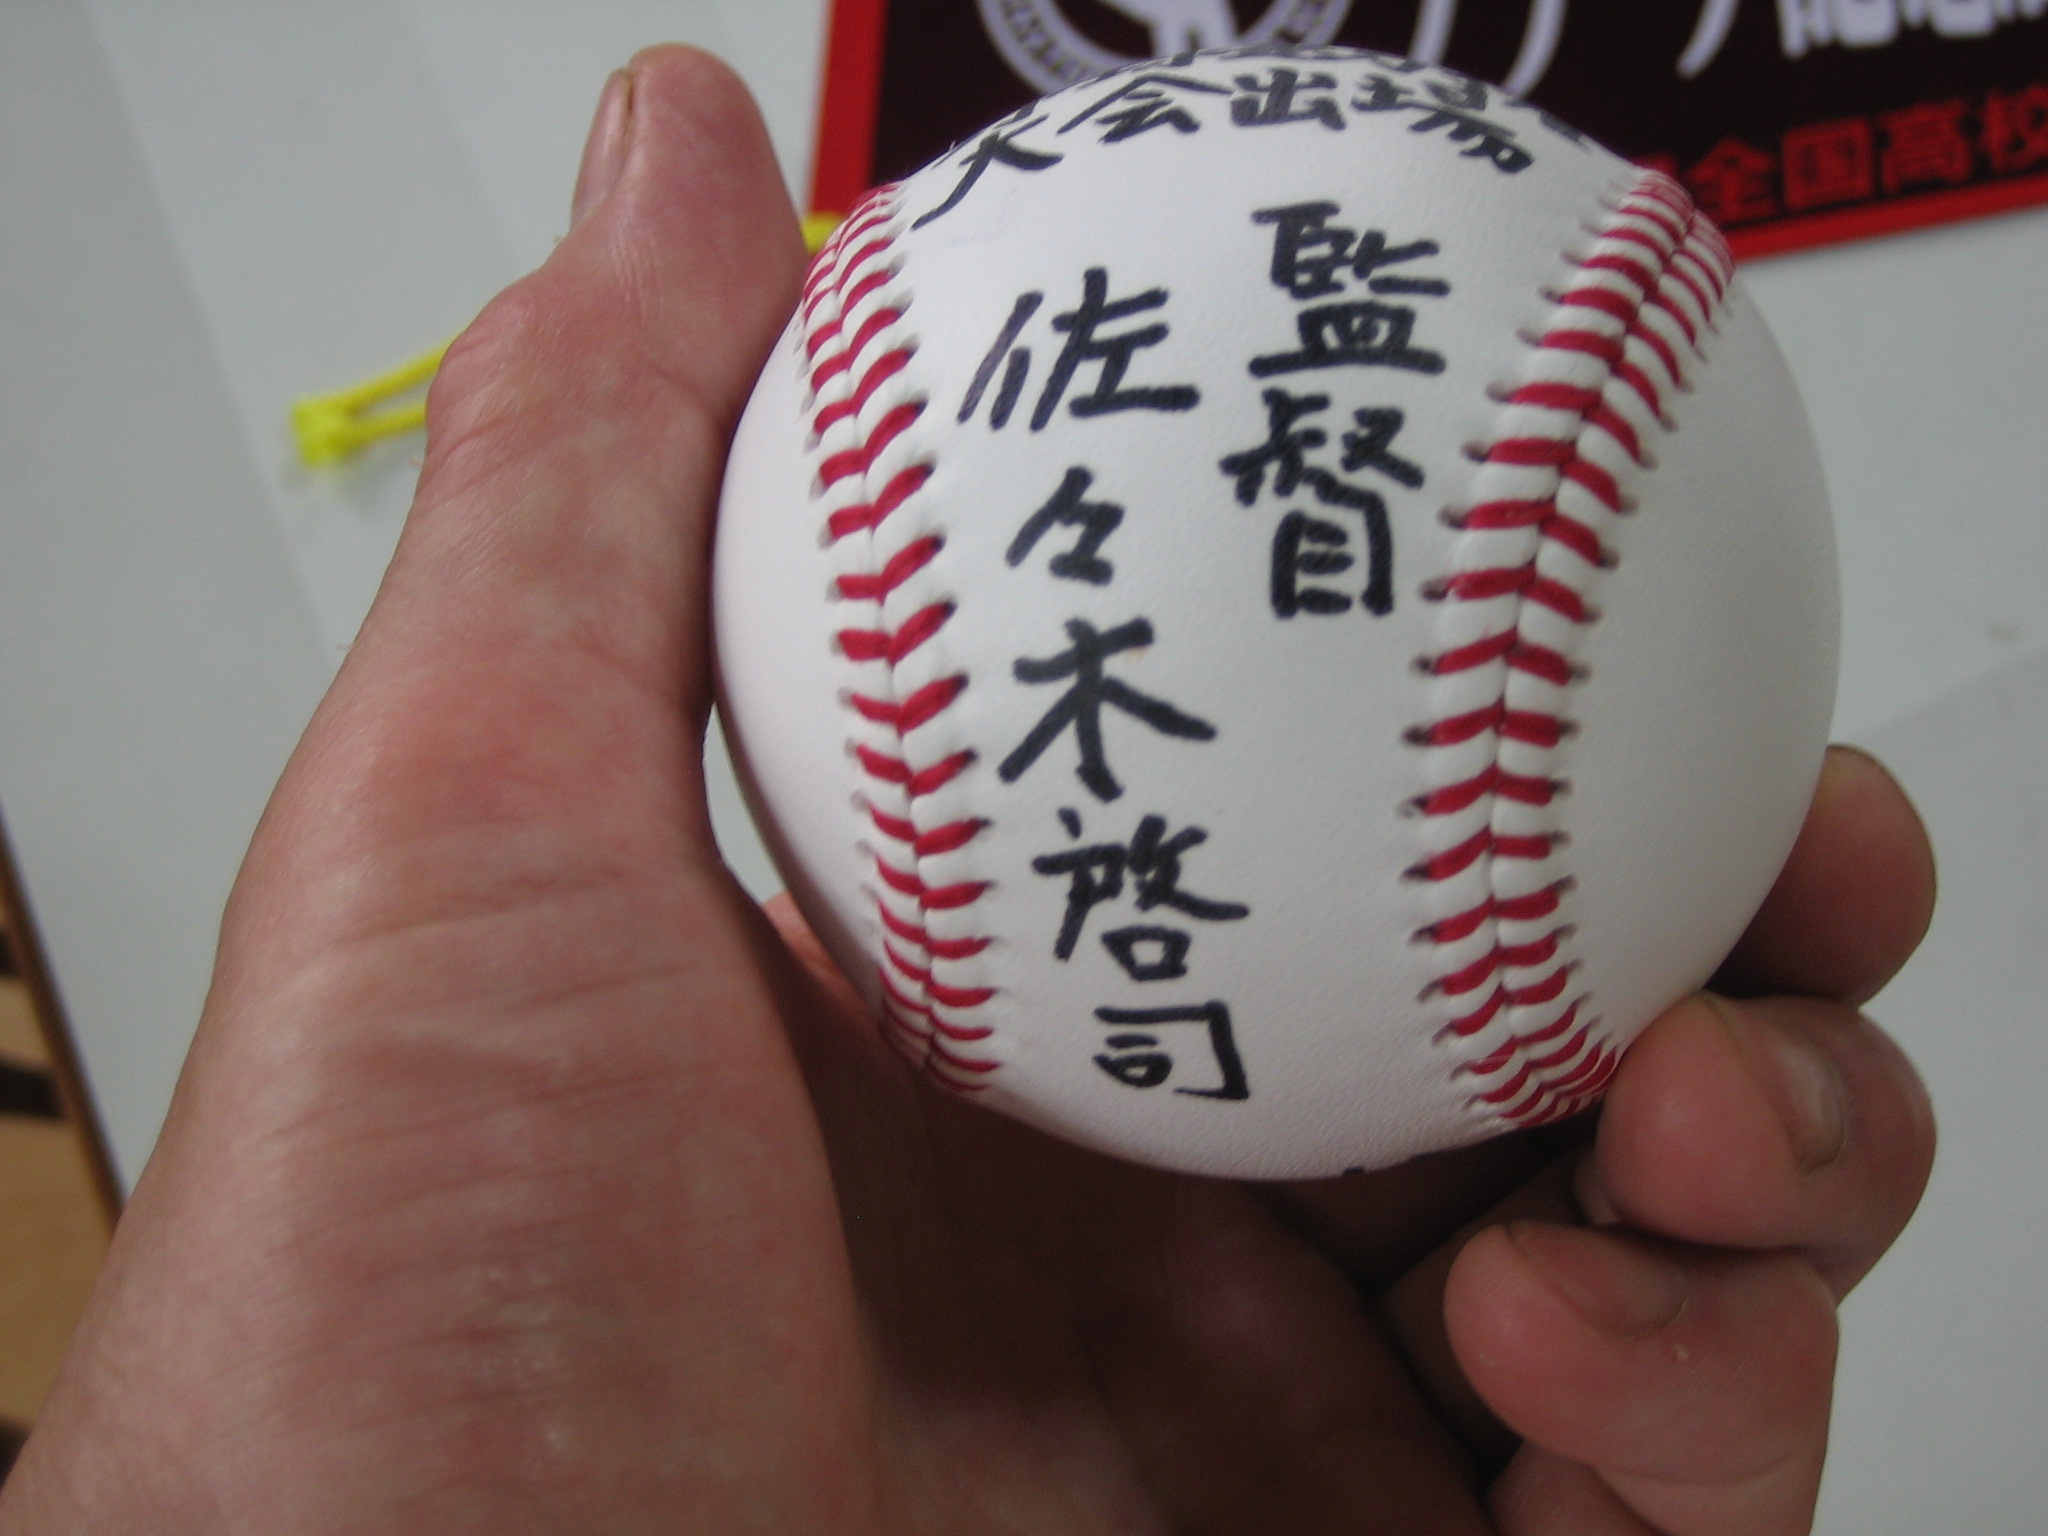 大会出場
監督
佐々木啓司
全国高校